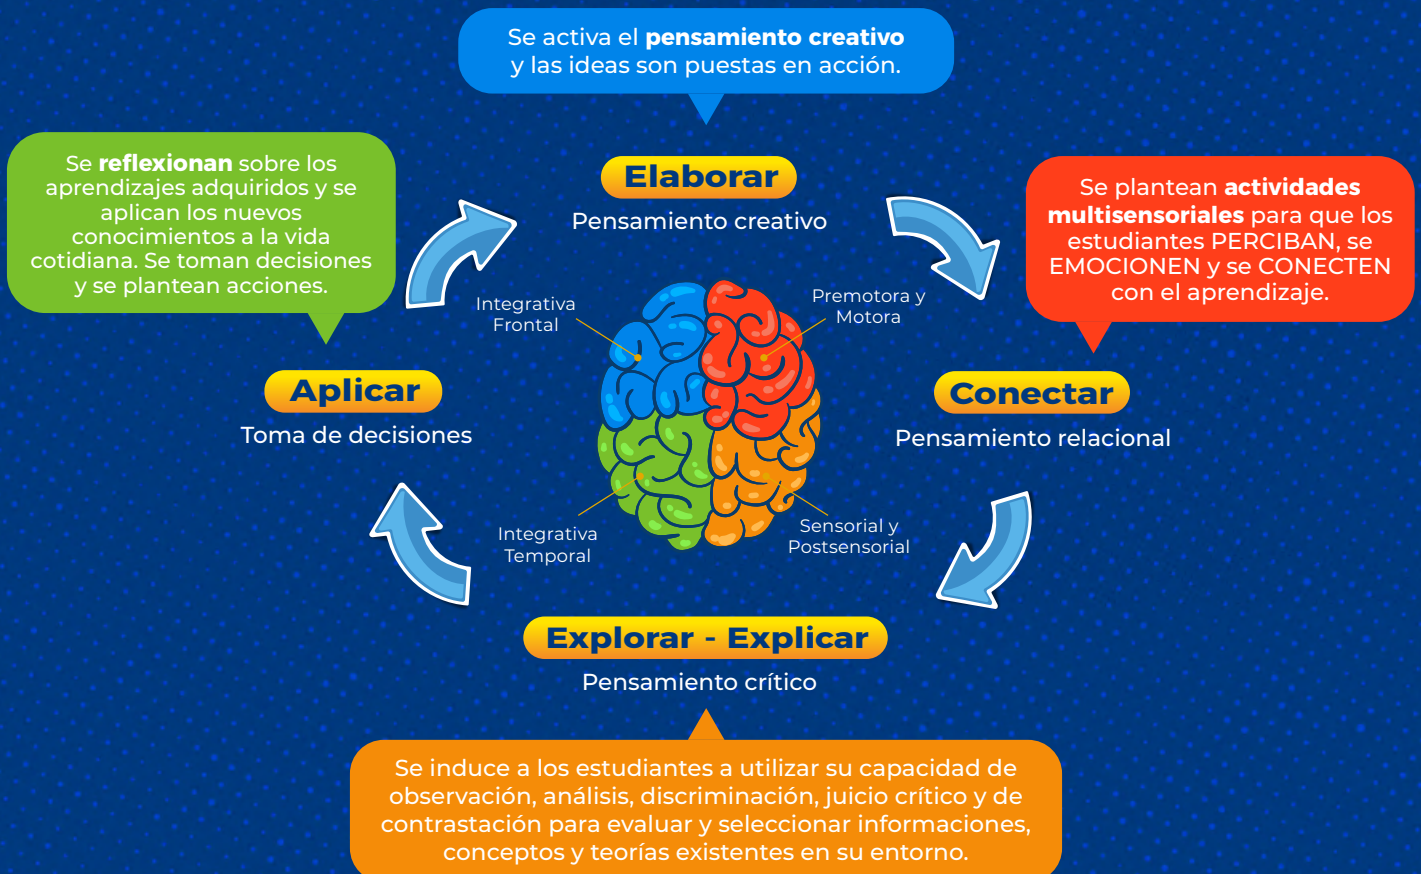 Se activa el pensamiento creativo
y las ideas son puestas en acción.
Elaborar
Pensamiento creativo
Se reflexionan sobre los
aprendizajes adquiridos y se
aplican los nuevos
conocimientos a la vida
cotidiana. Se toman decisiones
y se plantean acciones.
Se plantean actividades
multisensoriales para que los
estudiantes PERCIBAN, se
EMOCIONEN y se CONECTEN
con el aprendizaje.
Integrativa
Frontal
Premotora y
Motora
Aplicar
Toma de decisiones
Conectar
Pensamiento relacional
Integrativa
Temporal
Sensorial y
Postsensorial
Explorar - Explicar
Pensamiento crítico
Se induce a los estudiantes a utilizar su capacidad de
observación, análisis, discriminación, juicio crítico y de
contrastación para evaluar y seleccionar informaciones,
conceptos y teorías existentes en su entorno.